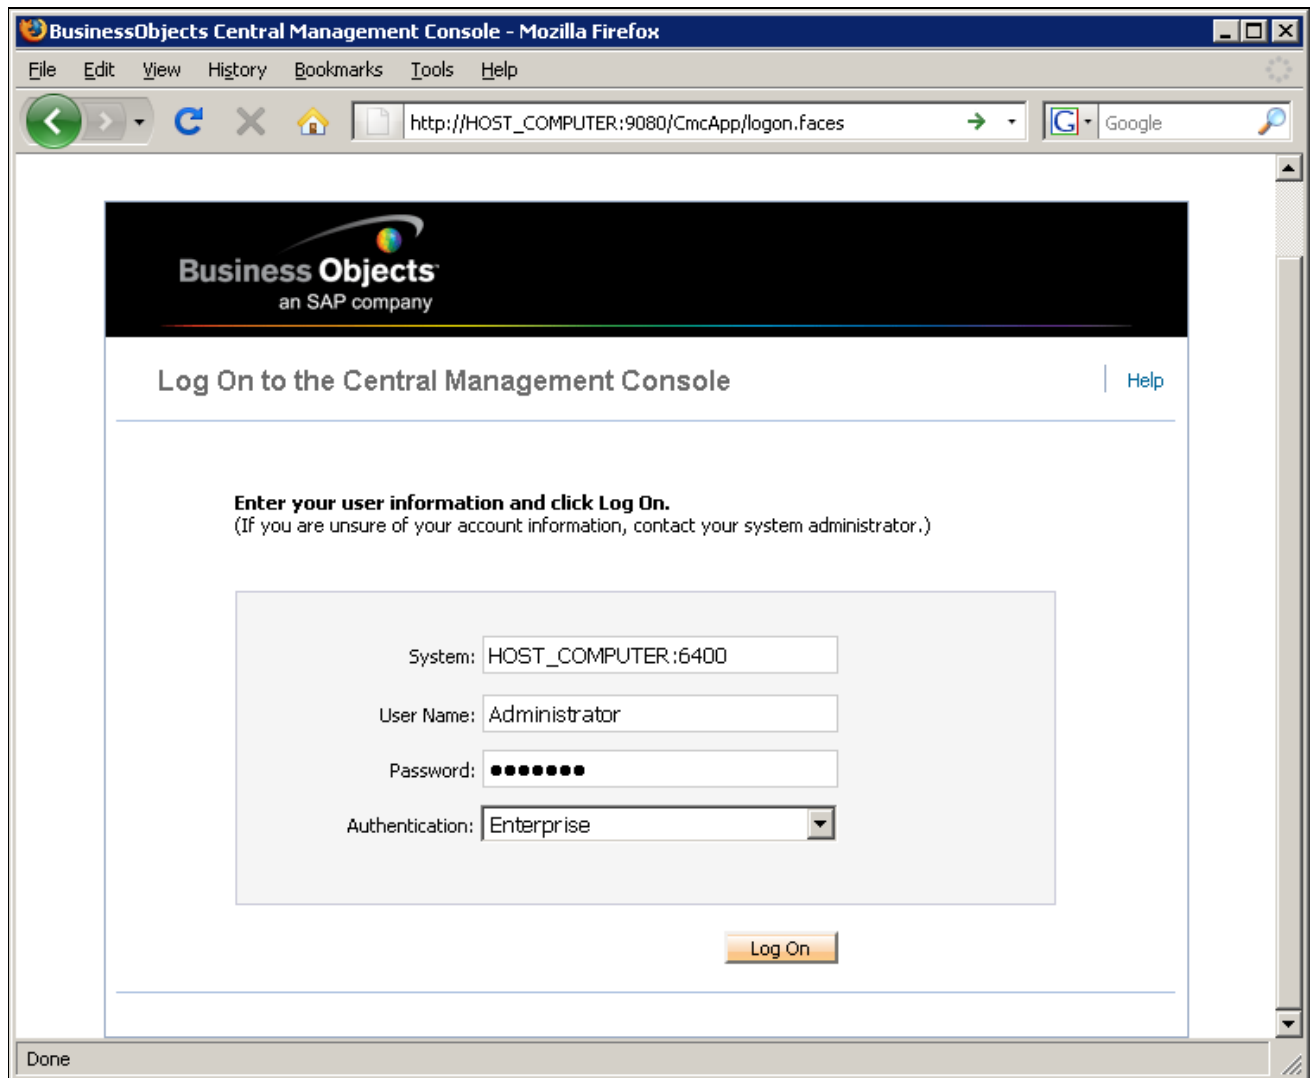 BusinessObjects Central Management Console - Mozilla Firefox
File Edit View History Bookmarks Tools Help
http://HOST_COMPUTER:9080/CmcApp/logon.faces G Google
Business Objects
an SAP company
Log On to the Central Management Console Help
Enter your user information and click Log On.
(If you are unsure of your account information, contact your system administrator.)
System: HOST_COMPUTER:6400
User Name: Administrator
Password: ●●●●●●●
Authentication: Enterprise
Log On
Done